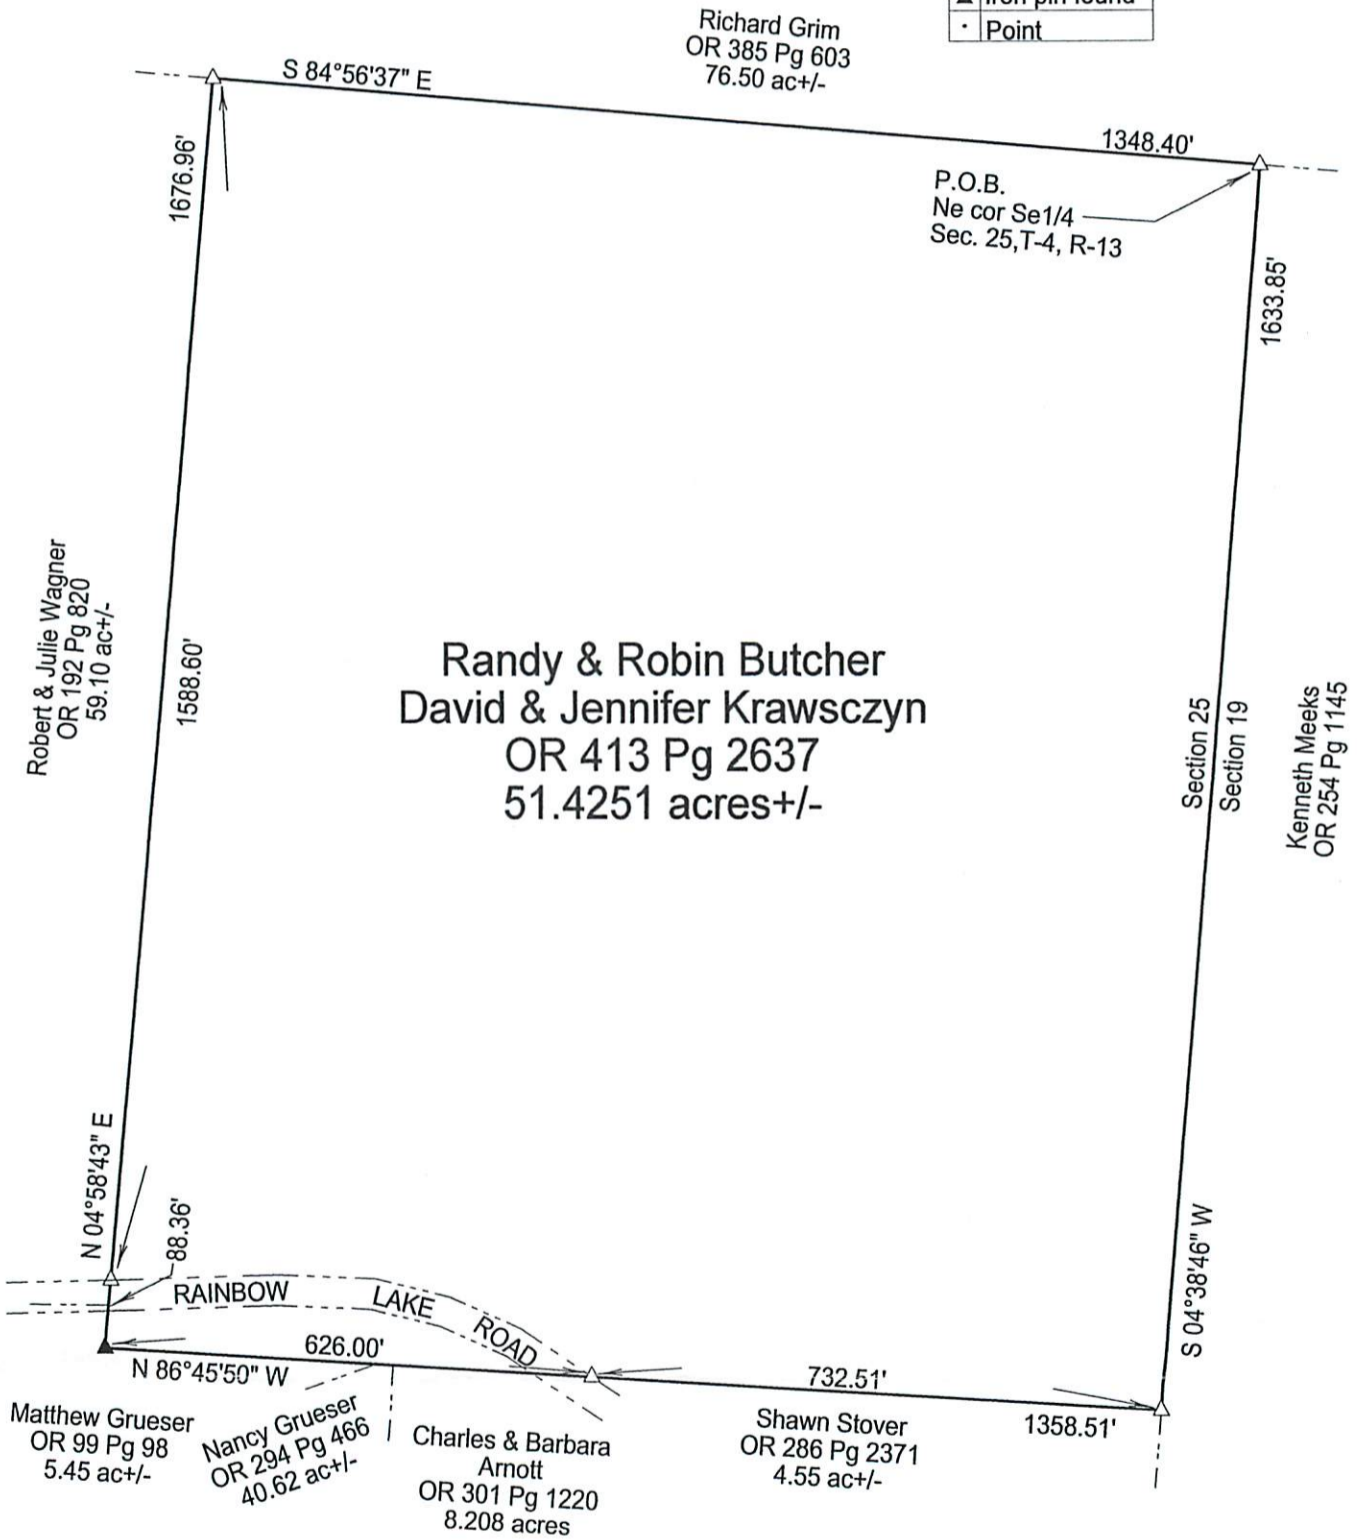 Iron pin found
· Point
Richard Grim
OR 385 Pg 603
76.50 ac+/-
S 84°56'37" E
1348.40'
P.O.B.
Ne cor Se1/4
Sec. 25,T-4, R-13
1676.96'
1633.85'
Robert & Julie Wagner
OR 192 Pg 820
59.10 ac+/-
1588.60'
Randy & Robin Butcher
David & Jennifer Krawsczyn
OR 413 Pg 2637
51.4251 acres+/-
Section 25
Section 19
Kenneth Meeks
OR 254 Pg 1145
N 04°58'43" E
88.36'
S 04°38'46" W
RAINBOW LAKE ROAD
626.00'
N 86°45'50" W
732.51'
1358.51'
Matthew Grueser
OR 99 Pg 98
5.45 ac+/-
Nancy Grueser
OR 294 Pg 466
40.62 ac+/-
Charles & Barbara
Arnott
OR 301 Pg 1220
8.208 acres
Shawn Stover
OR 286 Pg 2371
4.55 ac+/-